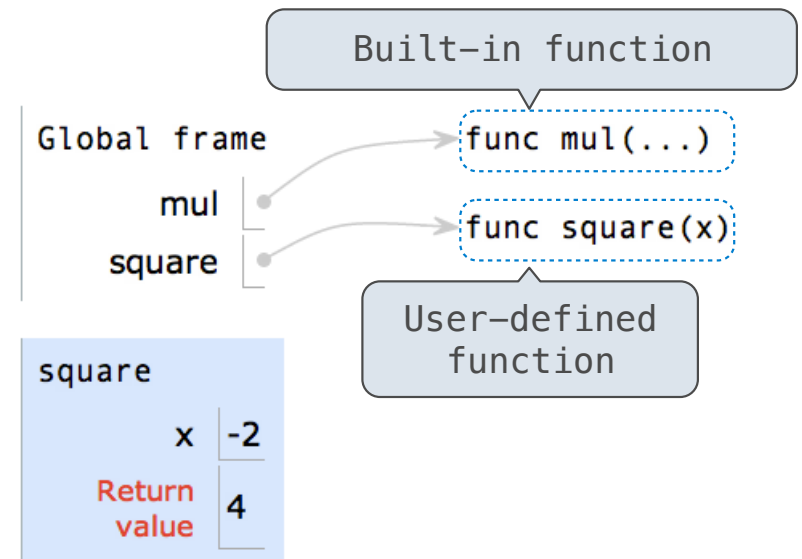 Built-in function
Global frame
func mul(...)
mul
func square(x)
square
User-defined
function
square
x -2
Return
value 4